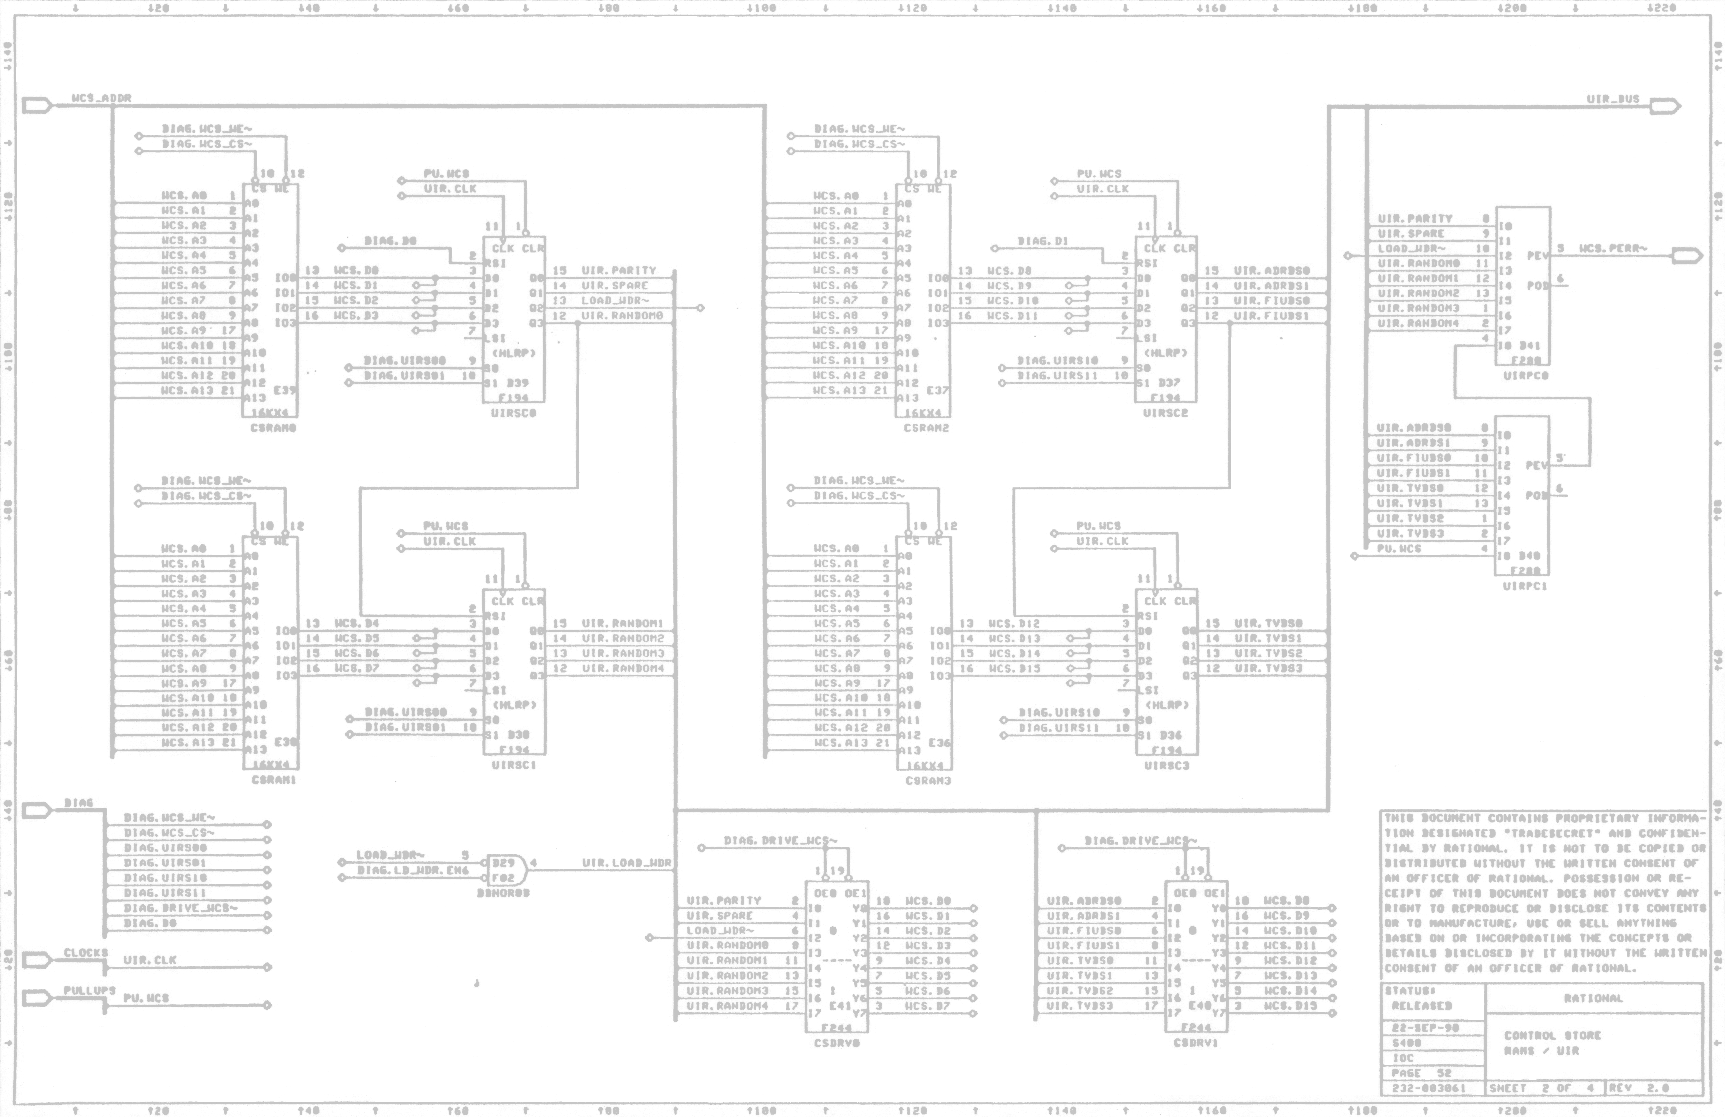 WCS_ADDR
DIAG.WCS_WE~
DIAG.WCS_CS~
10 12
CS WE
WCS.A0 1 A0
WCS.A1 2 A1
WCS.A2 3 A2
WCS.A3 4 A3
WCS.A4 5 A4
WCS.A5 6 A5
WCS.A6 7 A6
WCS.A7 8 A7
WCS.A8 9 A8
WCS.A9 17 A9
WCS.A10 18 A10
WCS.A11 19 A11
WCS.A12 20 A12
WCS.A13 21 A13
IO0 13 WCS.D0
IO1 14 WCS.D1
IO2 15 WCS.D2
IO3 16 WCS.D3
E39
16KX4
CSRAM0
PU.WCS
UIR.CLK
11 1
CLK CLR
DIAG.D0 2 RSI
3 D0
4 D1
5 D2
6 D3
7 LSI
(HLRP)
DIAG.UIRS00 9 S0
DIAG.UIRS01 10 S1 D39
F194
UIRSC0
Q0 15 UIR.PARITY
Q1 14 UIR.SPARE
Q2 13 LOAD_WDR~
Q3 12 UIR.RANDOM0
DIAG.WCS_WE~
DIAG.WCS_CS~
10 12
CS WE
WCS.A0 1 A0
WCS.A1 2 A1
WCS.A2 3 A2
WCS.A3 4 A3
WCS.A4 5 A4
WCS.A5 6 A5
WCS.A6 7 A6
WCS.A7 8 A7
WCS.A8 9 A8
WCS.A9 17 A9
WCS.A10 18 A10
WCS.A11 19 A11
WCS.A12 20 A12
WCS.A13 21 A13
IO0 13 WCS.D8
IO1 14 WCS.D9
IO2 15 WCS.D10
IO3 16 WCS.D11
E37
16KX4
CSRAM2
PU.WCS
UIR.CLK
11 1
CLK CLR
DIAG.D1 2 RSI
3 D0
4 D1
5 D2
6 D3
7 LSI
(HLRP)
DIAG.UIRS10 9 S0
DIAG.UIRS11 10 S1 D37
F194
UIRSC2
Q0 15 UIR.ADRDS0
Q1 14 UIR.ADRDS1
Q2 13 UIR.FIUBS0
Q3 12 UIR.FIUBS1
UIR_BUS
UIR.PARITY 8 I0
UIR.SPARE 9 I1
LOAD_WDR~ 10 I2
UIR.RANDOM0 11 I3
UIR.RANDOM1 12 I4
UIR.RANDOM2 13 I5
UIR.RANDOM3 1 I6
UIR.RANDOM4 2 I7
4 I8 D41
PEV 5 WCS.PERR~
POD 6
F280
UIRPC0
UIR.ADRDS0 8 I0
UIR.ADRDS1 9 I1
UIR.FIUBS0 10 I2
UIR.FIUBS1 11 I3
UIR.TVBS0 12 I4
UIR.TVBS1 13 I5
UIR.TVBS2 1 I6
UIR.TVBS3 2 I7
PU.WCS 4 I8 D40
PEV 5
POD 6
F280
UIRPC1
DIAG.WCS_WE~
DIAG.WCS_CS~
10 12
CS WE
WCS.A0 1 A0
WCS.A1 2 A1
WCS.A2 3 A2
WCS.A3 4 A3
WCS.A4 5 A4
WCS.A5 6 A5
WCS.A6 7 A6
WCS.A7 8 A7
WCS.A8 9 A8
WCS.A9 17 A9
WCS.A10 18 A10
WCS.A11 19 A11
WCS.A12 20 A12
WCS.A13 21 A13
IO0 13 WCS.D4
IO1 14 WCS.D5
IO2 15 WCS.D6
IO3 16 WCS.D7
E38
16KX4
CSRAM1
PU.WCS
UIR.CLK
11 1
CLK CLR
2 RSI
3 D0
4 D1
5 D2
6 D3
7 LSI
(HLRP)
DIAG.UIRS00 9 S0
DIAG.UIRS01 10 S1 D38
F194
UIRSC1
Q0 15 UIR.RANDOM1
Q1 14 UIR.RANDOM2
Q2 13 UIR.RANDOM3
Q3 12 UIR.RANDOM4
DIAG.WCS_WE~
DIAG.WCS_CS~
10 12
CS WE
WCS.A0 1 A0
WCS.A1 2 A1
WCS.A2 3 A2
WCS.A3 4 A3
WCS.A4 5 A4
WCS.A5 6 A5
WCS.A6 7 A6
WCS.A7 8 A7
WCS.A8 9 A8
WCS.A9 17 A9
WCS.A10 18 A10
WCS.A11 19 A11
WCS.A12 20 A12
WCS.A13 21 A13
IO0 13 WCS.D12
IO1 14 WCS.D13
IO2 15 WCS.D14
IO3 16 WCS.D15
E36
16KX4
CSRAM3
PU.WCS
UIR.CLK
11 1
CLK CLR
2 RSI
3 D0
4 D1
5 D2
6 D3
7 LSI
(HLRP)
DIAG.UIRS10 9 S0
DIAG.UIRS11 10 S1 D36
F194
UIRSC3
Q0 15 UIR.TVBS0
Q1 14 UIR.TVBS1
Q2 13 UIR.TVBS2
Q3 12 UIR.TVBS3
DIAG
DIAG.WCS_WE~
DIAG.WCS_CS~
DIAG.UIRS00
DIAG.UIRS01
DIAG.UIRS10
DIAG.UIRS11
DIAG.DRIVE_WCS~
DIAG.D0
CLOCKS
UIR.CLK
PULLUPS
PU.WCS
LOAD_WDR~ 5 D29 4 UIR.LOAD_WDR
DIAG.LD_WDR.EN 6 F02
DBNOR0D
DIAG.DRIVE_WCS~
1 19
OE0 OE1
UIR.PARITY 2 I0 Y0 18 WCS.D0
UIR.SPARE 4 I1 Y1 16 WCS.D1
LOAD_WDR~ 6 I2 Y2 14 WCS.D2
UIR.RANDOM0 8 I3 Y3 12 WCS.D3
UIR.RANDOM1 11 I4 Y4 9 WCS.D4
UIR.RANDOM2 13 I5 Y5 7 WCS.D5
UIR.RANDOM3 15 I6 Y6 5 WCS.D6
UIR.RANDOM4 17 I7 E41 Y7 3 WCS.D7
F244
CSDRV0
DIAG.DRIVE_WCS~
1 19
OE0 OE1
UIR.ADRDS0 2 I0 Y0 18 WCS.D8
UIR.ADRDS1 4 I1 Y1 16 WCS.D9
UIR.FIUBS0 6 I2 Y2 14 WCS.D10
UIR.FIUBS1 8 I3 Y3 12 WCS.D11
UIR.TVBS0 11 I4 Y4 9 WCS.D12
UIR.TVBS1 13 I5 Y5 7 WCS.D13
UIR.TVBS2 15 I6 Y6 5 WCS.D14
UIR.TVBS3 17 I7 E40 Y7 3 WCS.D15
F244
CSDRV1
THIS DOCUMENT CONTAINS PROPRIETARY INFORMA-
TION DESIGNATED "TRADESECRET" AND CONFIDEN-
TIAL BY RATIONAL. IT IS NOT TO BE COPIED OR
DISTRIBUTED WITHOUT THE WRITTEN CONSENT OF
AN OFFICER OF RATIONAL. POSSESSION OR RE-
CEIPT OF THIS DOCUMENT DOES NOT CONVEY ANY
RIGHT TO REPRODUCE OR DISCLOSE ITS CONTENTS
OR TO MANUFACTURE, USE OR SELL ANYTHING
BASED ON OR INCORPORATING THE CONCEPTS OR
DETAILS DISCLOSED BY IT WITHOUT THE WRITTEN
CONSENT OF AN OFFICER OF RATIONAL.
STATUS:
RELEASED
RATIONAL
22-SEP-90
S400
IOC
PAGE 52
232-003061
CONTROL STORE
RAMS / UIR
SHEET 2 OF 4 REV 2.0